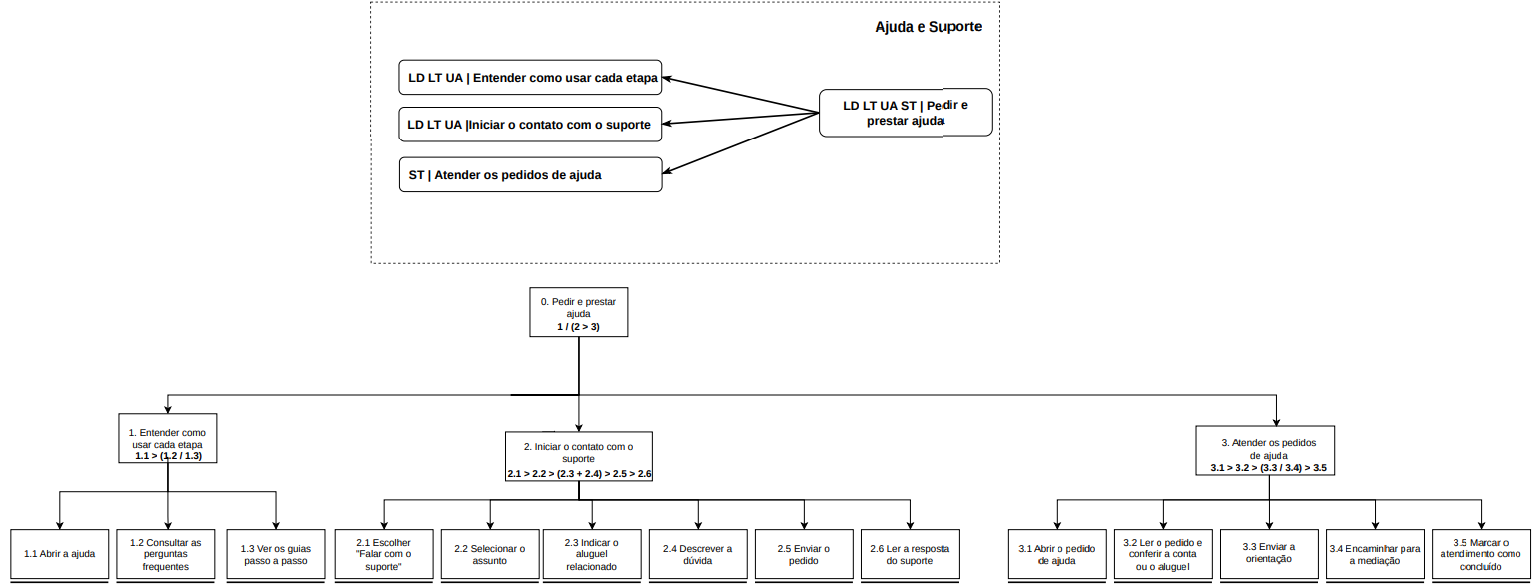 Ajuda e Suporte
LD LT UA | Entender como usar cada etapa
LD LT UA |Iniciar o contato com o suporte
ST | Atender os pedidos de ajuda
LD LT UA ST | Pedir e
prestar ajuda
0. Pedir e prestar
ajuda
1 / (2 > 3)
1. Entender como
usar cada etapa
1.1 > (1.2 / 1.3)
2. Iniciar o contato com o
suporte
2.1 > 2.2 > (2.3 + 2.4) > 2.5 > 2.6
3. Atender os pedidos
de ajuda
3.1 > 3.2 > (3.3 / 3.4) > 3.5
1.1 Abrir a ajuda
1.2 Consultar as
perguntas
frequentes
1.3 Ver os guias
passo a passo
2.1 Escolher
"Falar com o
suporte"
2.2 Selecionar o
assunto
2.3 Indicar o
aluguel
relacionado
2.4 Descrever a
dúvida
2.5 Enviar o
pedido
2.6 Ler a resposta
do suporte
3.1 Abrir o pedido
de ajuda
3.2 Ler o pedido e
conferir a conta
ou o aluguel
3.3 Enviar a
orientação
3.4 Encaminhar para
a mediação
3.5 Marcar o
atendimento como
concluído